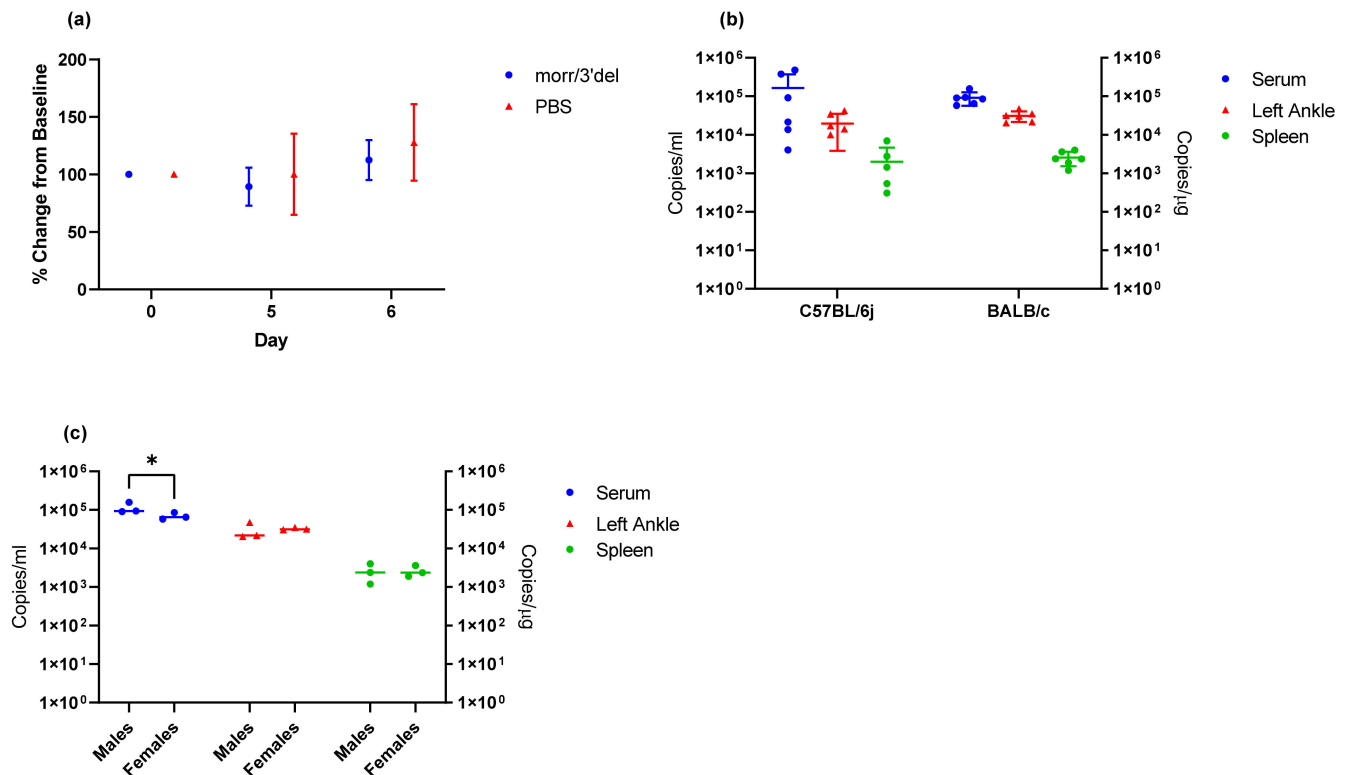 (a)
200
150
100
50
0
% Change from Baseline
0 5 6
Day
morr/3'del
PBS
(b)
1×10⁶
1×10⁵
1×10⁴
1×10³
1×10²
1×10¹
1×10⁰
Copies/ml
C57BL/6j BALB/c
1×10⁶
1×10⁵
1×10⁴
1×10³
1×10²
1×10¹
1×10⁰
Copies/μg
Serum
Left Ankle
Spleen
(c)
*
1×10⁶
1×10⁵
1×10⁴
1×10³
1×10²
1×10¹
1×10⁰
Copies/ml
Males Females Males Females Males Females
1×10⁶
1×10⁵
1×10⁴
1×10³
1×10²
1×10¹
1×10⁰
Copies/μg
Serum
Left Ankle
Spleen